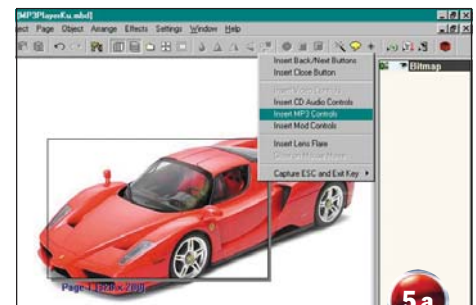 [MP3PlayerKu.mbd]
ect Page Object Arrange Effects Settings Window Help
Insert Back/Next Buttons
Insert Close Button
Insert Video Controls
Insert CD Audio Controls
Insert MP3 Controls
Insert Mod Controls
Insert Lens Flare
Capture ESC and Exit Key
Bitmap
Page 1
5.a